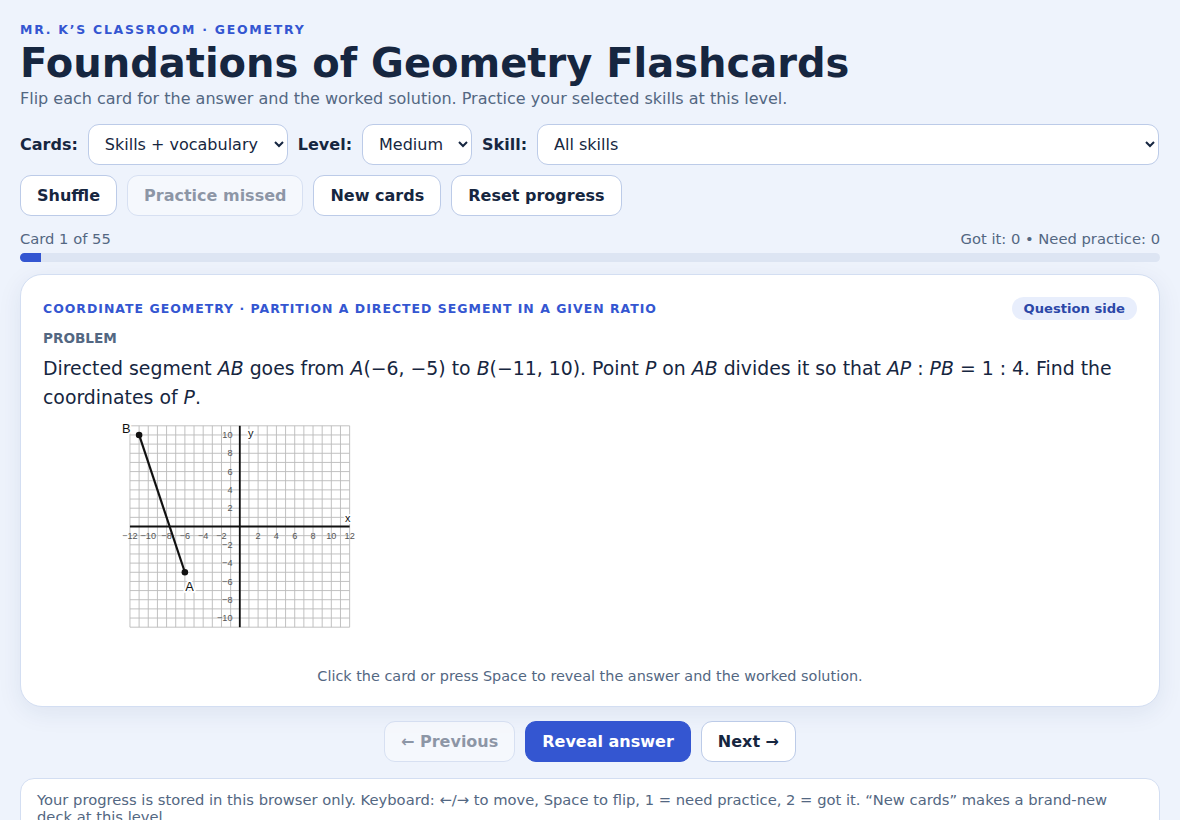 MR. K’S CLASSROOM · GEOMETRY
Foundations of Geometry Flashcards
Flip each card for the answer and the worked solution. Practice your selected skills at this level.
Cards: Skills + vocabulary Level: Medium Skill: All skills
Shuffle Practice missed New cards Reset progress
Card 1 of 55 Got it: 0 • Need practice: 0
COORDINATE GEOMETRY · PARTITION A DIRECTED SEGMENT IN A GIVEN RATIO Question side
PROBLEM
Directed segment AB goes from A(−6, −5) to B(−11, 10). Point P on AB divides it so that AP : PB = 1 : 4. Find the
coordinates of P.
B 10 y
8
6
4
2
x
−12 −10 −8 −6 −4 −2 2 4 6 8 10 12
−2
−4
A −6
−8
−10
Click the card or press Space to reveal the answer and the worked solution.
← Previous Reveal answer Next →
Your progress is stored in this browser only. Keyboard: ←/→ to move, Space to flip, 1 = need practice, 2 = got it. “New cards” makes a brand-new
deck at this level